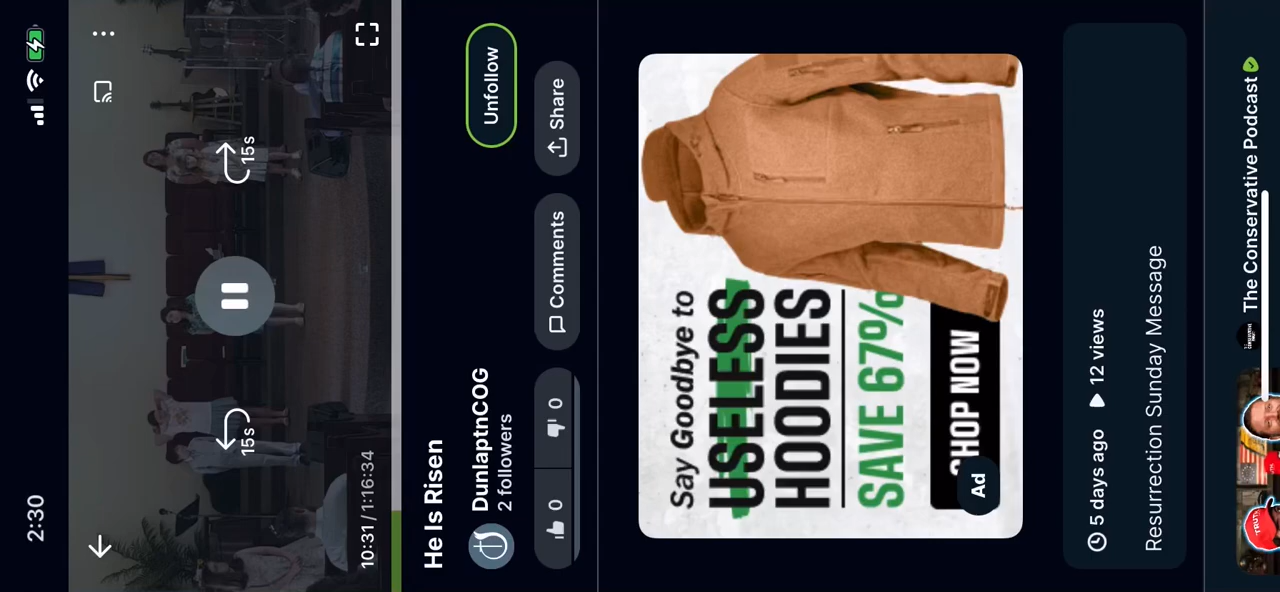 2:30
15s
15s
10:31 / 1:16:34
He Is Risen
DunlaptnCOG
2 followers
Unfollow
0
0
Comments
Share
Say Goodbye to
USELESS
HOODIES
SAVE 67%
SHOP NOW
Ad
5 days ago
12 views
Resurrection Sunday Message
The Conservative Podcast